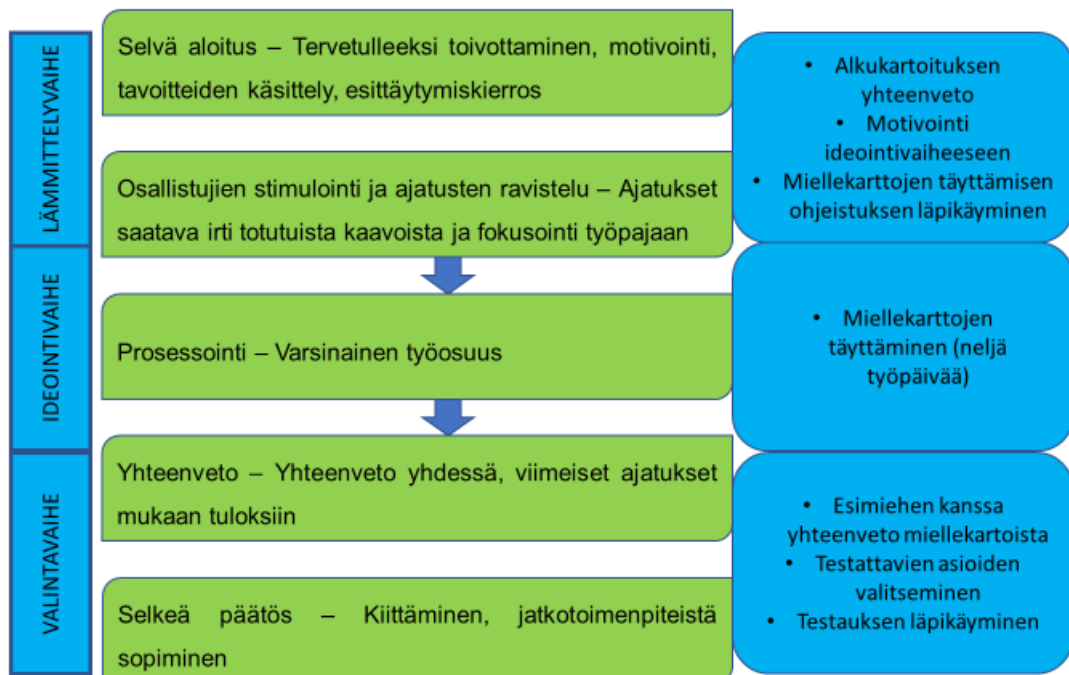 LÄMMITTELYVAIHE
Selvä aloitus – Tervetulleeksi toivottaminen, motivointi,
tavoitteiden käsittely, esittäytymiskierros
Osallistujien stimulointi ja ajatusten ravistelu – Ajatukset
saatava irti totutuista kaavoista ja fokusointi työpajaan
• Alkukartoituksen
yhteenveto
• Motivointi
ideointivaiheeseen
• Miellekarttojen täyttämisen
ohjeistuksen läpikäyminen
IDEOINTIVAIHE
Prosessointi – Varsinainen työosuus
• Miellekarttojen
täyttäminen (neljä
työpäivää)
VALINTAVAIHE
Yhteenveto – Yhteenveto yhdessä, viimeiset ajatukset
mukaan tuloksiin
Selkeä päätös – Kiittäminen, jatkotoimenpiteistä
sopiminen
• Esimiehen kanssa
yhteenveto miellekartoista
• Testattavien asioiden
valitseminen
• Testauksen läpikäyminen